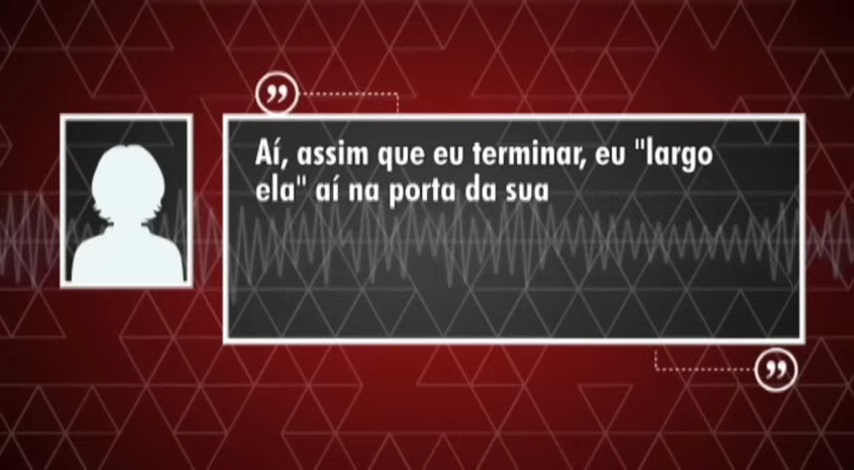 Aí, assim que eu terminar, eu "largo
ela" aí na porta da sua